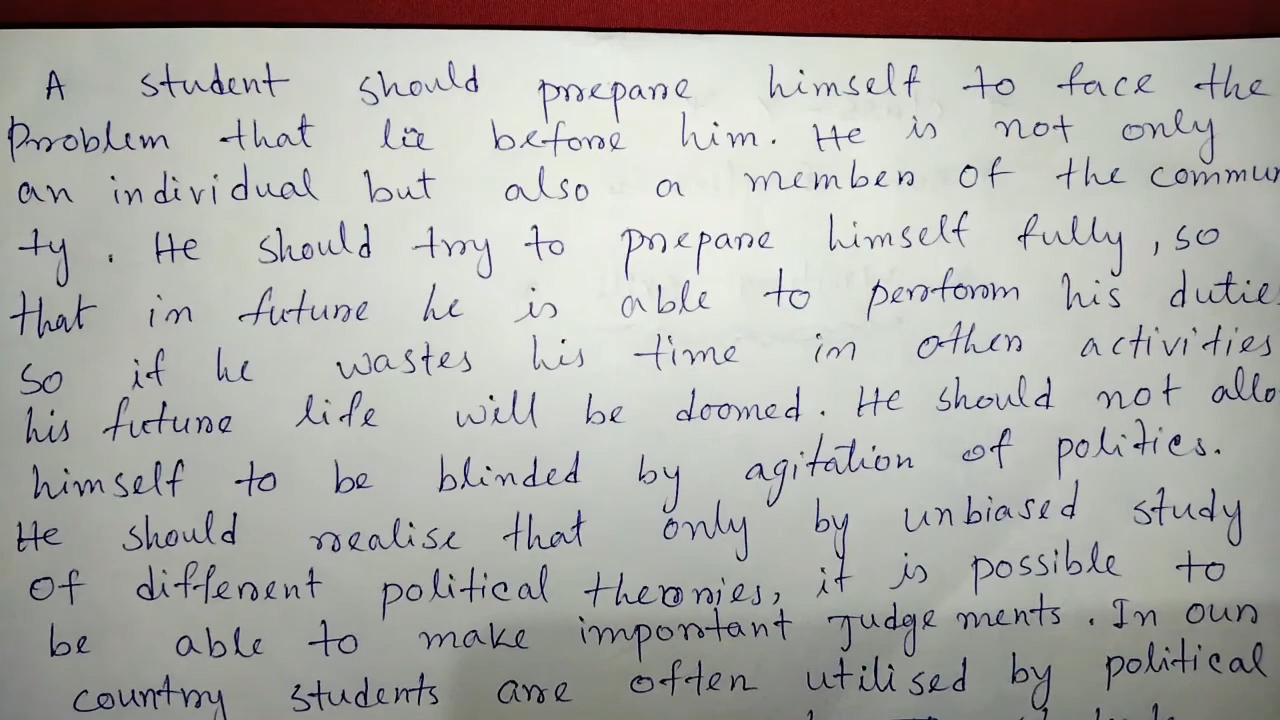 A student should prepare himself to face the
Problem that lie before him. He is not only
an individual but also a member of the commun
ty. He should try to prepare himself fully, so
that in future he is able to perform his dutie
So if he wastes his time in other activities
his future life will be doomed. He should not allo
himself to be blinded by agitation of politics.
He should realise that only by unbiased study
Of different political theories, it is possible to
be able to make important Judge ments. In our
country students are often utilised by political